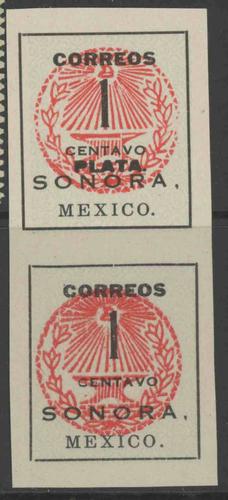 CORREOS
1
CENTAVO
PLATA.
SONORA,
MEXICO.
CORREOS
1
CENTAVO
SONORA,
MEXICO.